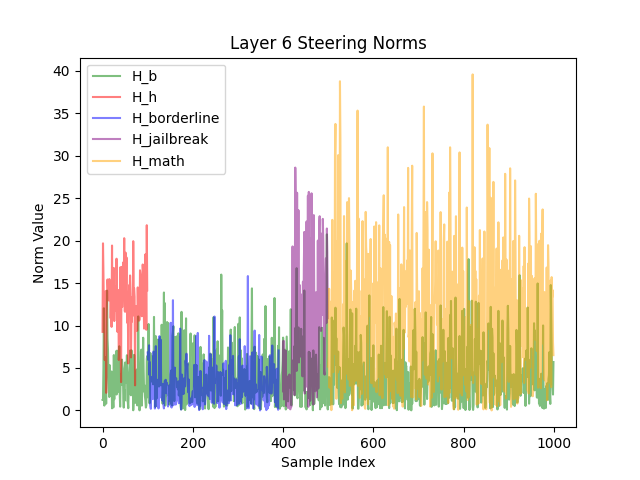 Layer 6 Steering Norms
H_b
H_h
H_borderline
H_jailbreak
H_math
Norm Value
40
35
30
25
20
15
10
5
0
0 200 400 600 800 1000
Sample Index